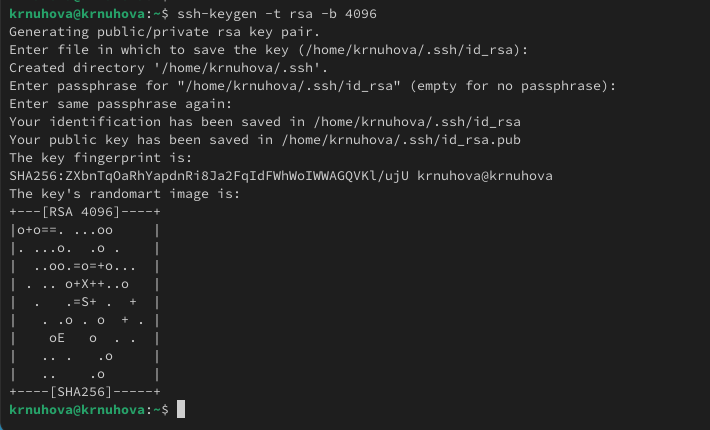 krnuhova@krnuhova:~$ ssh-keygen -t rsa -b 4096
Generating public/private rsa key pair.
Enter file in which to save the key (/home/krnuhova/.ssh/id_rsa):
Created directory '/home/krnuhova/.ssh'.
Enter passphrase for "/home/krnuhova/.ssh/id_rsa" (empty for no passphrase):
Enter same passphrase again:
Your identification has been saved in /home/krnuhova/.ssh/id_rsa
Your public key has been saved in /home/krnuhova/.ssh/id_rsa.pub
The key fingerprint is:
SHA256:ZXbnTqOaRhYapdnRi8Ja2FqIdFWhWoIWWAGQVKl/ujU krnuhova@krnuhova
The key's randomart image is:
+---[RSA 4096]----+
|o+o==. ...oo     |
|. ...o.  .o .    |
|  ..oo.=o=+o...  |
| . .. o+X++..o   |
|  .   .=S+ .  +  |
|   . .o . o  + . |
|    oE   o  . .  |
|   .. .   .o     |
|   ..    .o      |
+----[SHA256]-----+
krnuhova@krnuhova:~$